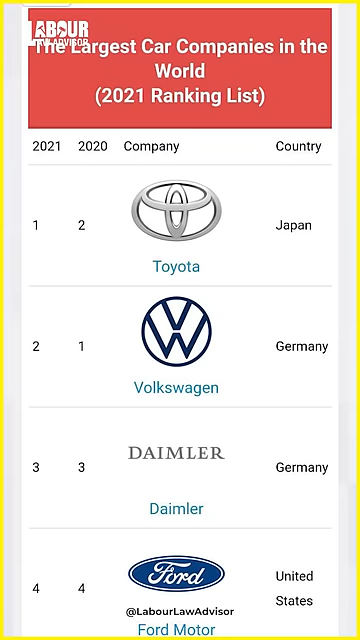 LABOUR
LAW ADVISOR
The Largest Car Companies in the
World
(2021 Ranking List)
2021 2020 Company Country
1 2 Japan
Toyota
2 1 Germany
Volkswagen
DAIMLER
3 3 Germany
Daimler
Ford
4 4 United
States
@LabourLawAdvisor
Ford Motor